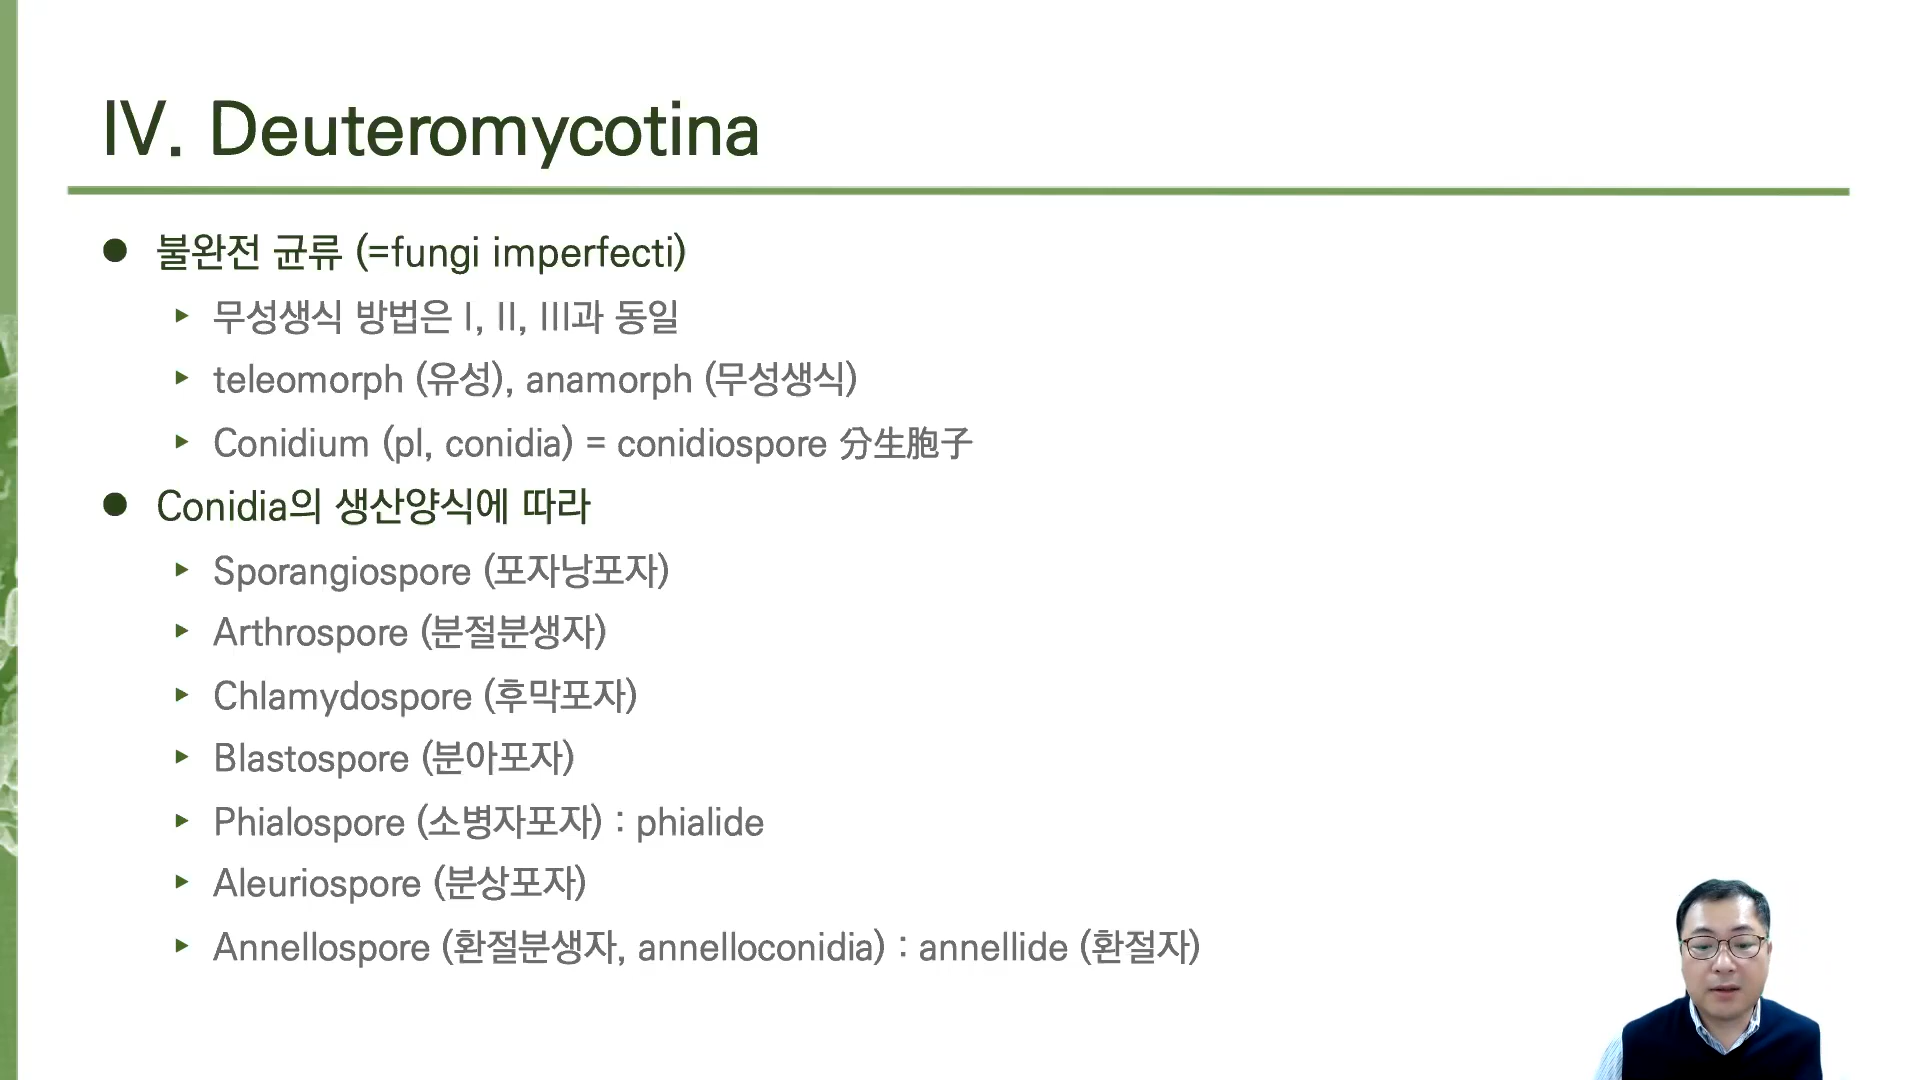 IV. Deuteromycotina
불완전 균류 (=fungi imperfecti)
무성생식 방법은 I, II, III과 동일
teleomorph (유성), anamorph (무성생식)
Conidium (pl, conidia) = conidiospore 分生胞子
Conidia의 생산양식에 따라
Sporangiospore (포자낭포자)
Arthrospore (분절분생자)
Chlamydospore (후막포자)
Blastospore (분아포자)
Phialospore (소병자포자) : phialide
Aleuriospore (분상포자)
Annellospore (환절분생자, annelloconidia) : annellide (환절자)